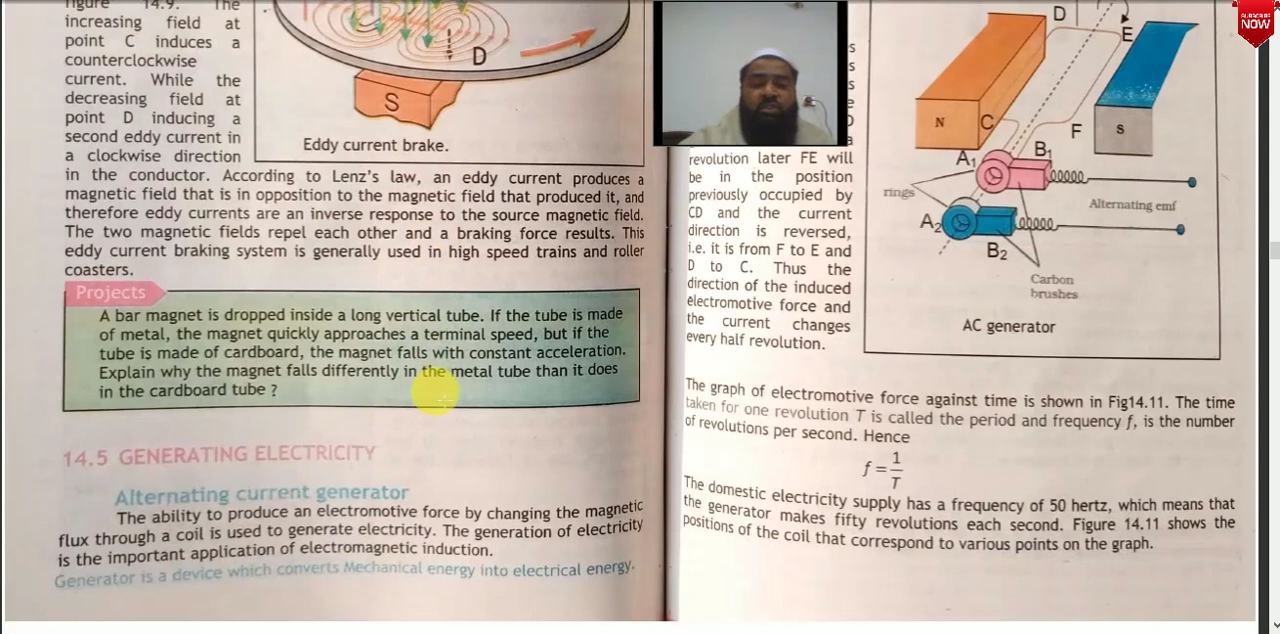 figure 14.9. The
increasing field at
point C induces a
counterclockwise
current. While the
decreasing field at
point D inducing a
second eddy current in
a clockwise direction
in the conductor. According to Lenz's law, an eddy current produces a
magnetic field that is in opposition to the magnetic field that produced it, and
therefore eddy currents are an inverse response to the source magnetic field.
The two magnetic fields repel each other and a braking force results. This
eddy current braking system is generally used in high speed trains and roller
coasters.
D
S
Eddy current brake.
Projects
A bar magnet is dropped inside a long vertical tube. If the tube is made
of metal, the magnet quickly approaches a terminal speed, but if the
tube is made of cardboard, the magnet falls with constant acceleration.
Explain why the magnet falls differently in the metal tube than it does
in the cardboard tube ?
14.5 GENERATING ELECTRICITY
Alternating current generator
The ability to produce an electromotive force by changing the magnetic
flux through a coil is used to generate electricity. The generation of electricity
is the important application of electromagnetic induction.
Generator is a device which converts Mechanical energy into electrical energy.
revolution later FE will
be in the position
previously occupied by
CD and the current
direction is reversed,
i.e. it is from F to E and
D to C. Thus the
direction of the induced
electromotive force and
the current changes
every half revolution.
D
E
N
C
F
S
A1
B1
rings
Alternating emf
A2
B2
Carbon
brushes
AC generator
The graph of electromotive force against time is shown in Fig14.11. The time
taken for one revolution T is called the period and frequency f, is the number
of revolutions per second. Hence
f = 1/T
The domestic electricity supply has a frequency of 50 hertz, which means that
the generator makes fifty revolutions each second. Figure 14.11 shows the
positions of the coil that correspond to various points on the graph.
SUBSCRIBE
NOW